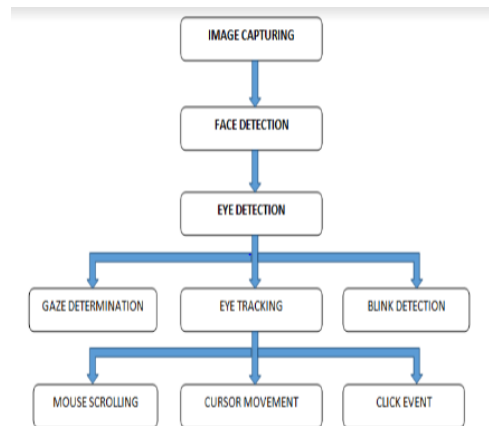 IMAGE CAPTURING
FACE DETECTION
EYE DETECTION
GAZE DETERMINATION
EYE TRACKING
BLINK DETECTION
MOUSE SCROLLING
CURSOR MOVEMENT
CLICK EVENT